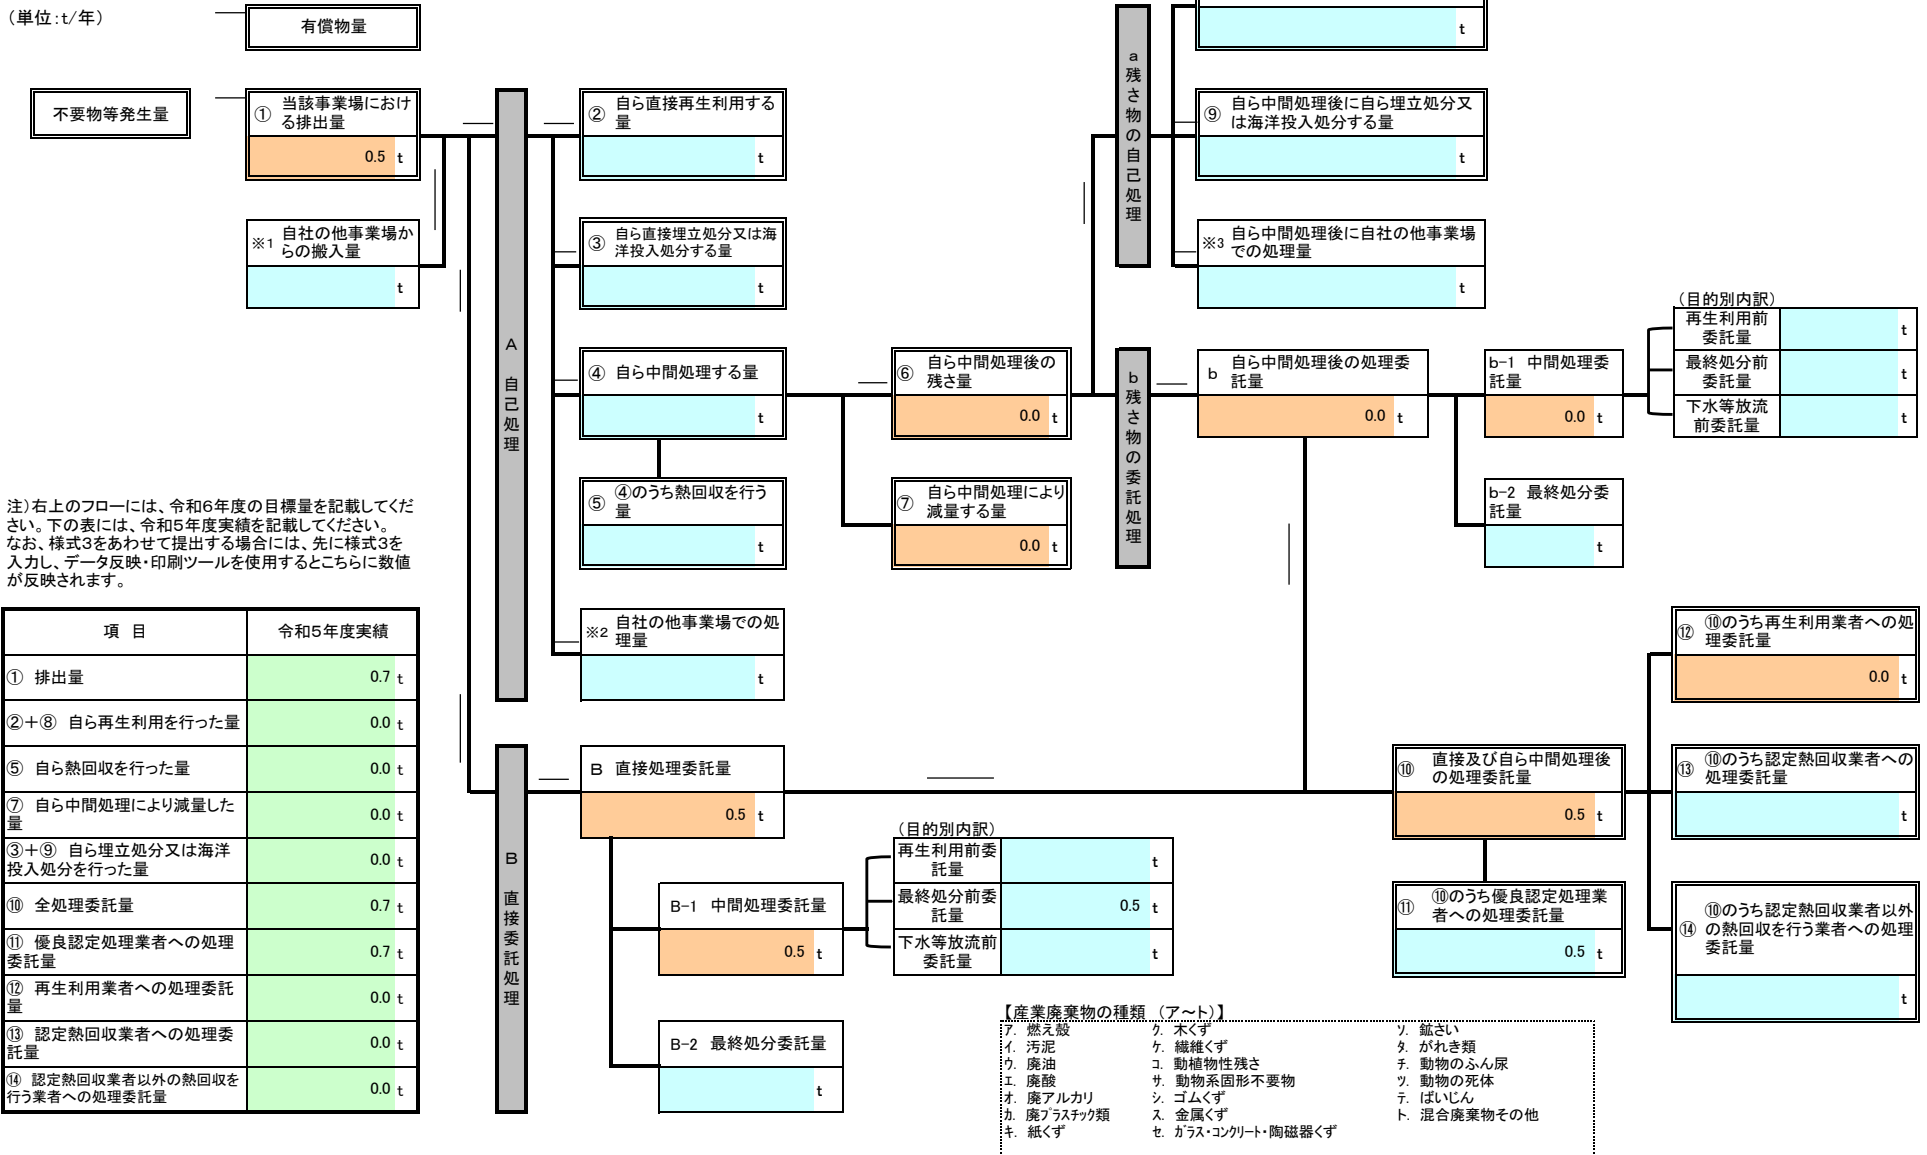 （単位：t/年）
有償物量
不要物等発生量
① 当該事業場における排出量
0.5 t
※1 自社の他事業場からの搬入量
t
A 自己処理
② 自ら直接再生利用する量
t
③ 自ら直接埋立処分又は海洋投入処分する量
t
④ 自ら中間処理する量
t
⑤ ④のうち熱回収を行う量
t
※2 自社の他事業場での処理量
t
⑥ 自ら中間処理後の残さ量
0.0 t
⑦ 自ら中間処理により減量する量
0.0 t
a 残さ物の自己処理
t
⑨ 自ら中間処理後に自ら埋立処分又は海洋投入処分する量
t
※3 自ら中間処理後に自社の他事業場での処理量
t
b 残さ物の委託処理
b 自ら中間処理後の処理委託量
0.0 t
b-1 中間処理委託量
0.0 t
（目的別内訳）
再生利用前委託量 t
最終処分前委託量 t
下水等放流前委託量 t
b-2 最終処分委託量
t
注）右上のフローには、令和６年度の目標量を記載してくだ
さい。下の表には、令和５年度実績を記載してください。
なお、様式３をあわせて提出する場合には、先に様式３を
入力し、データ反映・印刷ツールを使用するとこちらに数値
が反映されます。
項 目 令和５年度実績
① 排出量 0.7 t
②＋⑧ 自ら再生利用を行った量 0.0 t
⑤ 自ら熱回収を行った量 0.0 t
⑦ 自ら中間処理により減量した量 0.0 t
③＋⑨ 自ら埋立処分又は海洋投入処分を行った量 0.0 t
⑩ 全処理委託量 0.7 t
⑪ 優良認定処理業者への処理委託量 0.7 t
⑫ 再生利用業者への処理委託量 0.0 t
⑬ 認定熱回収業者への処理委託量 0.0 t
⑭ 認定熱回収業者以外の熱回収を行う業者への処理委託量 0.0 t
B 直接委託処理
B 直接処理委託量
0.5 t
B-1 中間処理委託量
0.5 t
（目的別内訳）
再生利用前委託量 t
最終処分前委託量 0.5 t
下水等放流前委託量 t
B-2 最終処分委託量
t
⑩ 直接及び自ら中間処理後の処理委託量
0.5 t
⑪ ⑩のうち優良認定処理業者への処理委託量
0.5 t
⑫ ⑩のうち再生利用業者への処理委託量
0.0 t
⑬ ⑩のうち認定熱回収業者への処理委託量
t
⑭ ⑩のうち認定熱回収業者以外の熱回収を行う業者への処理委託量
t
【産業廃棄物の種類 （ア～ト）】
ア. 燃え殻 ク. 木くず ソ. 鉱さい
イ. 汚泥 ケ. 繊維くず タ. がれき類
ウ. 廃油 コ. 動植物性残さ チ. 動物のふん尿
エ. 廃酸 サ. 動物系固形不要物 ツ. 動物の死体
オ. 廃アルカリ シ. ゴムくず テ. ばいじん
カ. 廃プラスチック類 ス. 金属くず ト. 混合廃棄物その他
キ. 紙くず セ. ガラス・コンクリート・陶磁器くず